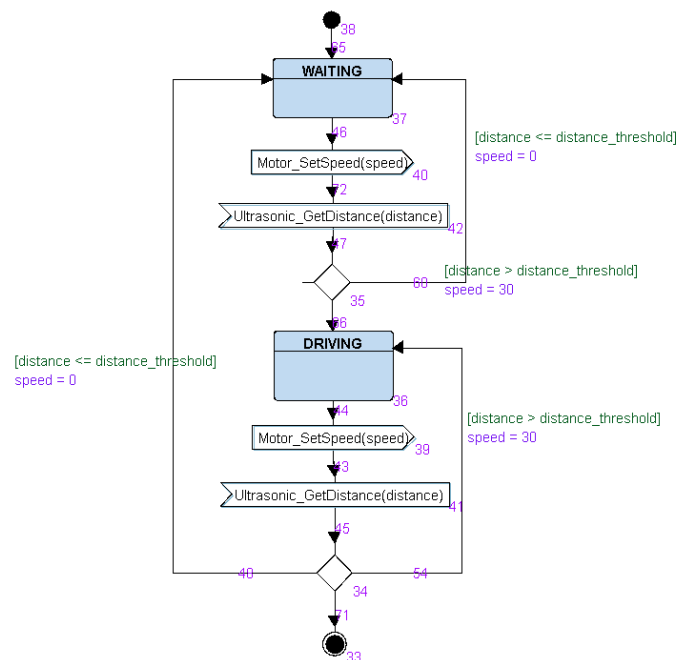 38
65
WAITING
37
46
[distance <= distance_threshold]
speed = 0
Motor_SetSpeed(speed)
40
72
Ultrasonic_GetDistance(distance)
42
47
[distance > distance_threshold]
60
speed = 30
35
66
DRIVING
[distance <= distance_threshold]
speed = 0
36
44
[distance > distance_threshold]
speed = 30
Motor_SetSpeed(speed)
39
43
Ultrasonic_GetDistance(distance)
41
45
40
54
34
71
33